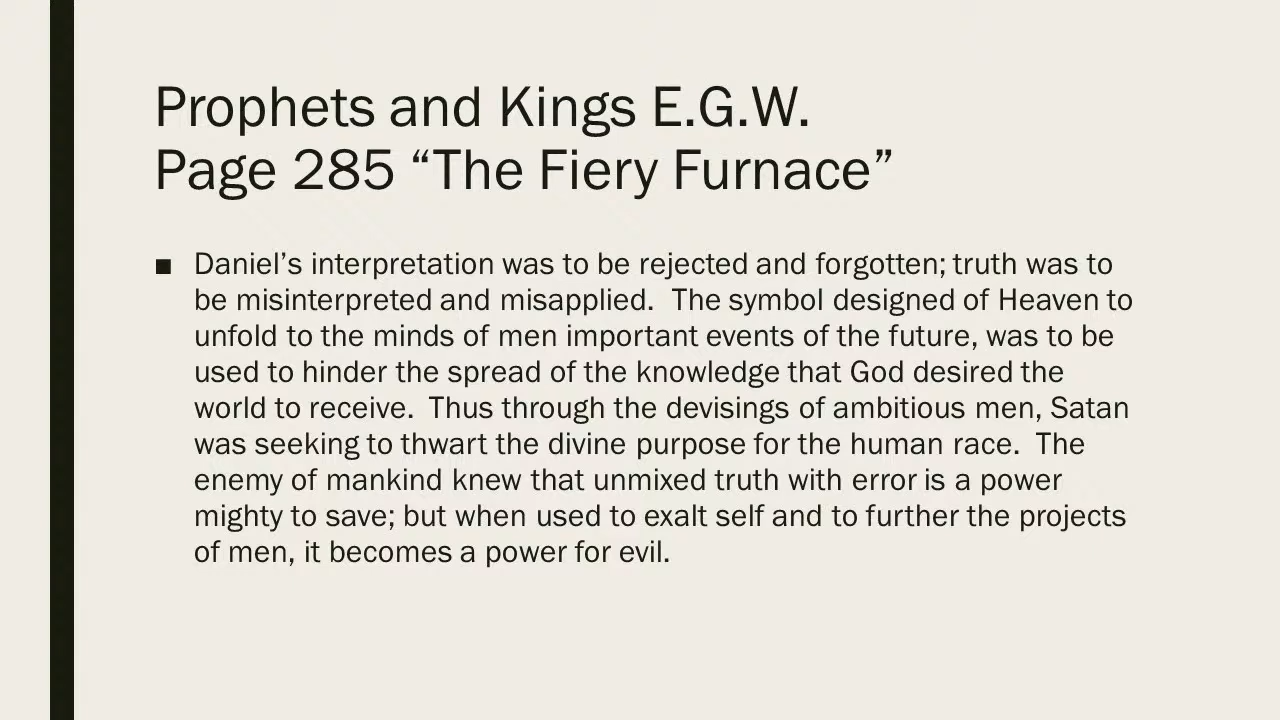 Prophets and Kings E.G.W.
Page 285 “The Fiery Furnace”
■ Daniel’s interpretation was to be rejected and forgotten; truth was to
be misinterpreted and misapplied.  The symbol designed of Heaven to
unfold to the minds of men important events of the future, was to be
used to hinder the spread of the knowledge that God desired the
world to receive.  Thus through the devisings of ambitious men, Satan
was seeking to thwart the divine purpose for the human race.  The
enemy of mankind knew that unmixed truth with error is a power
mighty to save; but when used to exalt self and to further the projects
of men, it becomes a power for evil.